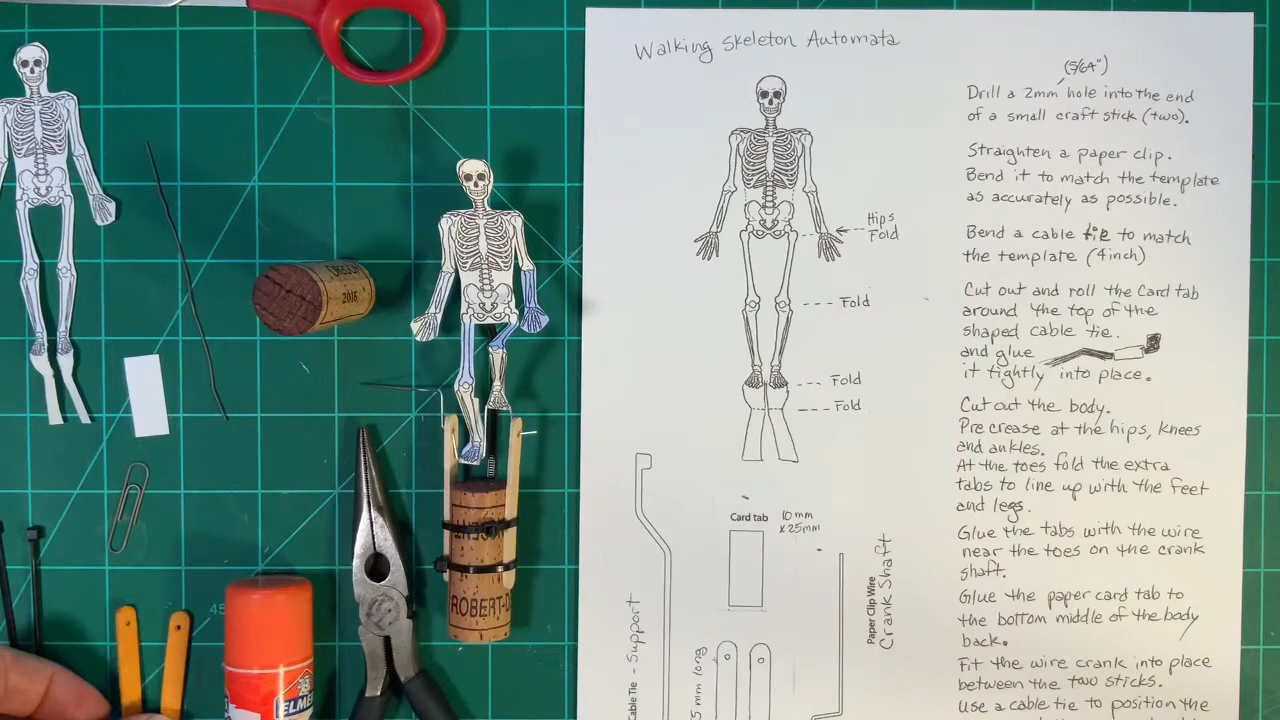 Walking Skeleton Automata
(5/64")
Drill a 2mm hole into the end
of a small craft stick (two).
Straighten a paper clip.
Bend it to match the template
as accurately as possible.
Bend a cable tie to match
the template (4inch)
Cut out and roll the Card tab
around the top of the
shaped cable tie.
and glue
it tightly into place.
Cut out the body.
Pre crease at the hips, knees
and ankles.
At the toes fold the extra
tabs to line up with the feet
and legs.
Glue the tabs with the wire
near the toes on the crank
shaft.
Glue the paper card tab to
the bottom middle of the body
back.
Fit the wire crank into place
between the two sticks.
use a cable tie to position the
Hips
Fold
Fold
Fold
Fold
Card tab
10 mm
x 25mm
Paper Clip Wire
Crank Shaft
Cable Tie - Support
5 mm long
2016
ROBERT-D
ELME
45